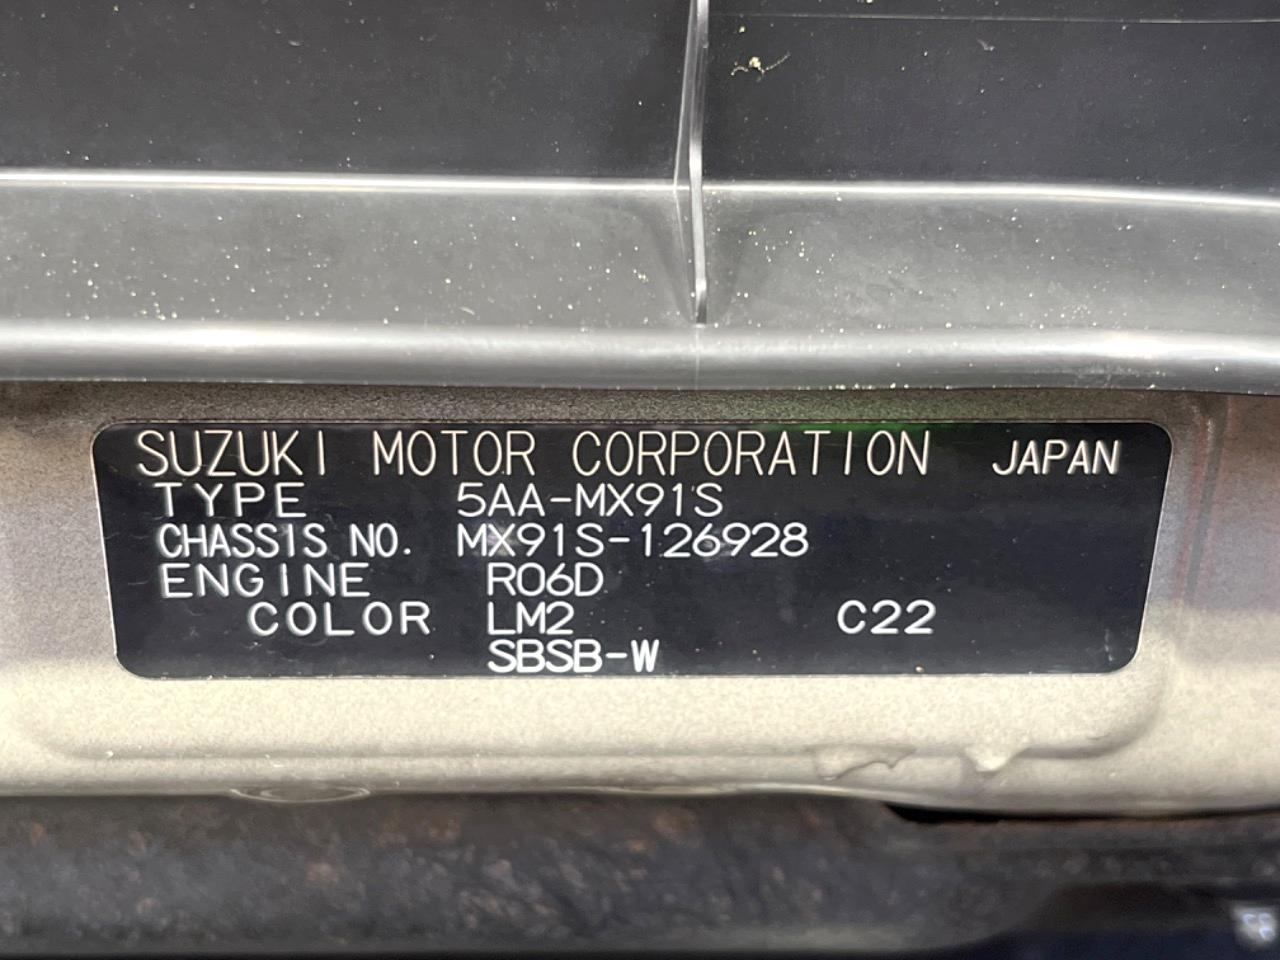 SUZUKI MOTOR CORPORATION JAPAN
TYPE 5AA-MX91S
CHASSIS NO. MX91S-126928
ENGINE R06D
COLOR LM2 C22
SBSB-W